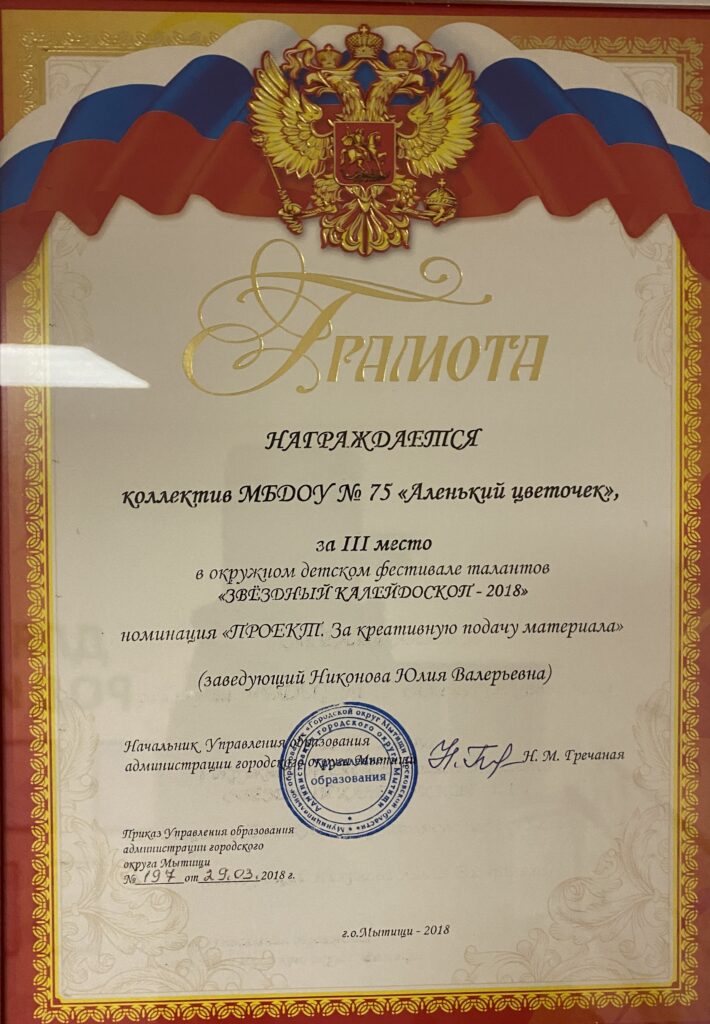 Грамота
НАГРАЖДАЕТСЯ
коллектив МБДОУ № 75 «Аленький цветочек»,
за III место
в окружном детском фестивале талантов
«ЗВЁЗДНЫЙ КАЛЕЙДОСКОП - 2018»
номинация «ПРОЕКТ. За креативную подачу материала»
(заведующий Никонова Юлия Валерьевна)
Начальник Управления образования
администрации городского округа Мытищи Н. М. Гречаная
Управление
образования
Приказ Управления образования
администрации городского
округа Мытищи
№ 197 от 29.03.2018 г.
г.о.Мытищи - 2018